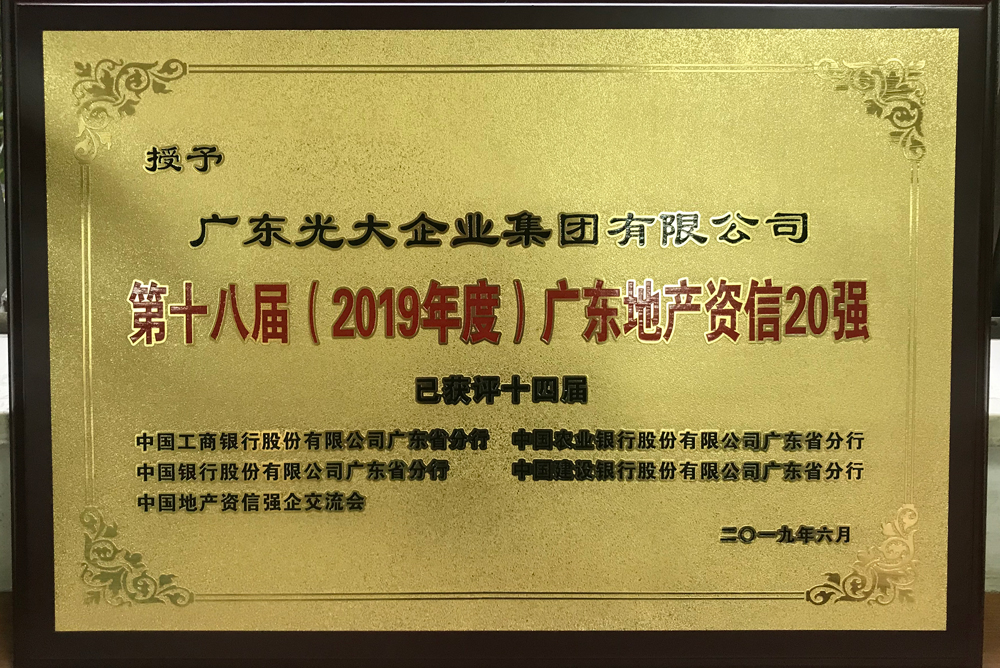 授予
广东光大企业集团有限公司
第十八届（2019年度）广东地产资信20强
已获评十四届
中国工商银行股份有限公司广东省分行 中国农业银行股份有限公司广东省分行
中国银行股份有限公司广东省分行 中国建设银行股份有限公司广东省分行
中国地产资信强企交流会
二〇一九年六月